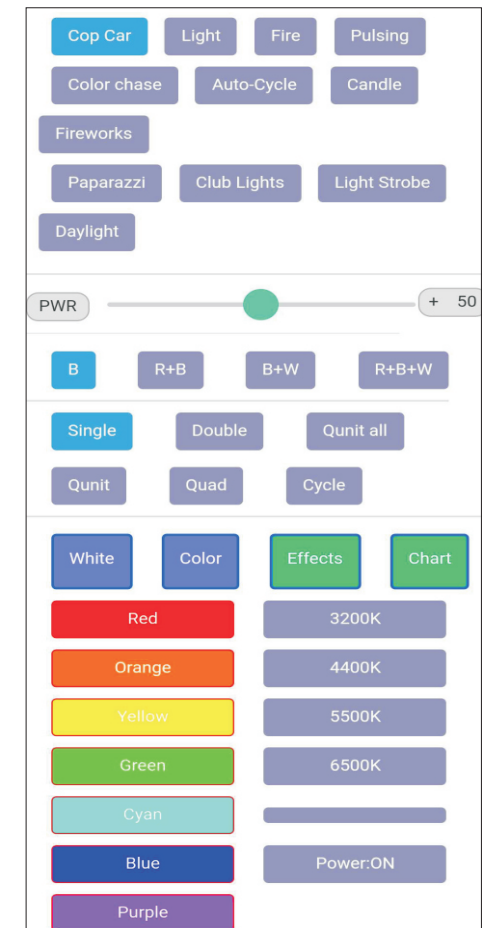 Cop Car Light Fire Pulsing
Color chase Auto-Cycle Candle
Fireworks
Paparazzi Club Lights Light Strobe
Daylight
PWR + 50
B R+B B+W R+B+W
Single Double Qunit all
Qunit Quad Cycle
White Color Effects Chart
Red 3200K
Orange 4400K
Yellow 5500K
Green 6500K
Cyan
Blue Power:ON
Purple